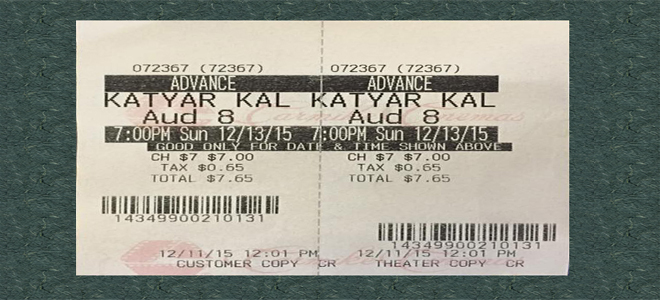 072367 (72367) 072367 (72367)
ADVANCE ADVANCE
KATYAR KAL KATYAR KAL
Aud 8 Aud 8
7:00PM Sun 12/13/15 7:00PM Sun 12/13/15
GOOD ONLY FOR DATE & TIME SHOWN ABOVE
CH $7 $7.00 CH $7 $7.00
TAX $0.65 TAX $0.65
TOTAL $7.65 TOTAL $7.65
14349900210131
14349900210131
12/11/15 12:01 PM 12/11/15 12:01 PM
CUSTOMER COPY CR THEATER COPY CR